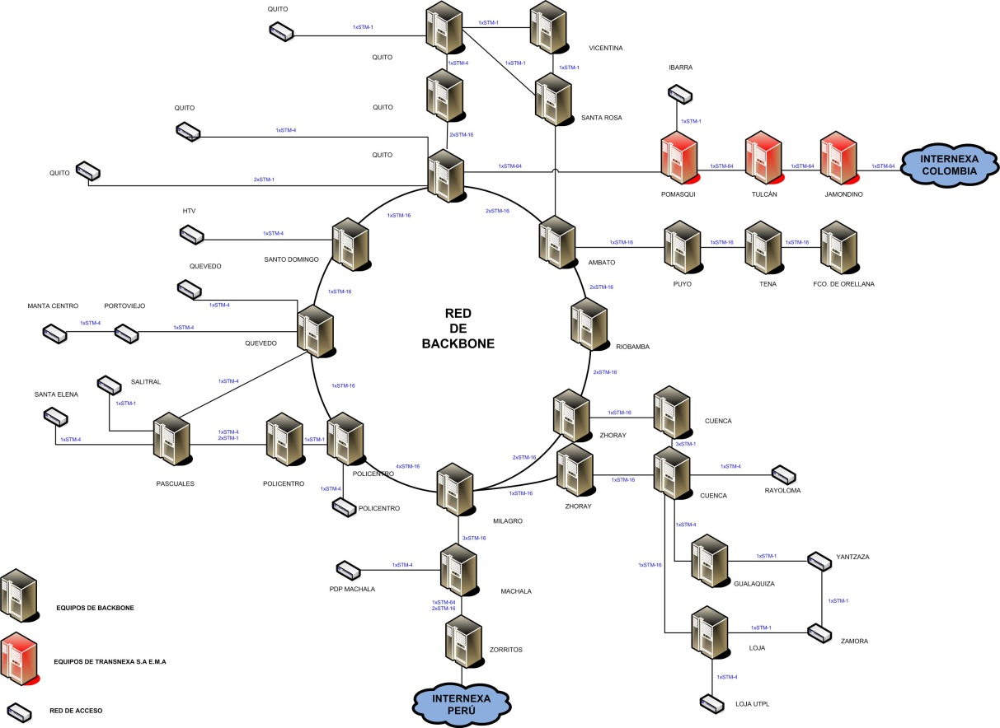 QUITO
1xSTM-1
1xSTM-1
VICENTINA
QUITO
1xSTM-4
1xSTM-1
1xSTM-1
IBARRA
QUITO
QUITO
SANTA ROSA
1xSTM-1
1xSTM-4
2xSTM-16
QUITO
INTERNEXA
COLOMBIA
QUITO
2xSTM-1
1xSTM-64
1xSTM-64
1xSTM-64
1xSTM-64
POMASQUI
TULCÁN
JAMONDINO
HTV
1xSTM-16
2xSTM-16
1xSTM-4
1xSTM-16
1xSTM-16
1xSTM-16
SANTO DOMINGO
AMBATO
QUEVEDO
PUYO
TENA
FCO. DE ORELLANA
1xSTM-16
2xSTM-16
1xSTM-4
MANTA CENTRO
PORTOVIEJO
RED
DE
BACKBONE
1xSTM-4
1xSTM-4
QUEVEDO
RIOBAMBA
2xSTM-16
SALITRAL
1xSTM-4
1xSTM-16
SANTA ELENA
1xSTM-1
1xSTM-16
CUENCA
ZHORAY
1xSTM-4
1xSTM-4
2xSTM-1
1xSTM-1
3xSTM-1
2xSTM-16
4xSTM-16
1xSTM-4
PASCUALES
POLICENTRO
POLICENTRO
1xSTM-16
RAYOLOMA
1xSTM-4
1xSTM-16
CUENCA
ZHORAY
POLICENTRO
MILAGRO
1xSTM-4
3xSTM-16
1xSTM-1
YANTZAZA
1xSTM-4
1xSTM-16
PDP MACHALA
MACHALA
GUALAQUIZA
1xSTM-64
2xSTM-16
1xSTM-1
EQUIPOS DE BACKBONE
1xSTM-1
ZAMORA
ZORRITOS
LOJA
EQUIPOS DE TRANSNEXA S.A E.M.A
1xSTM-4
INTERNEXA
PERÚ
LOJA UTPL
RED DE ACCESO